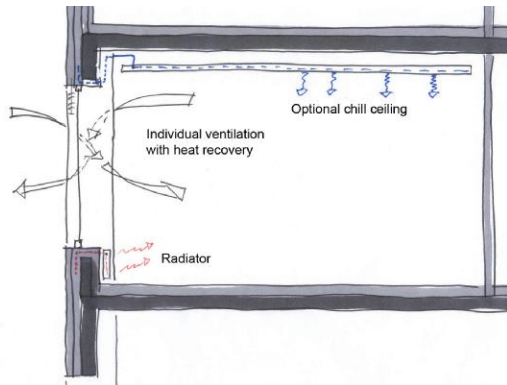 Optional chill ceiling
Individual ventilation
with heat recovery
Radiator